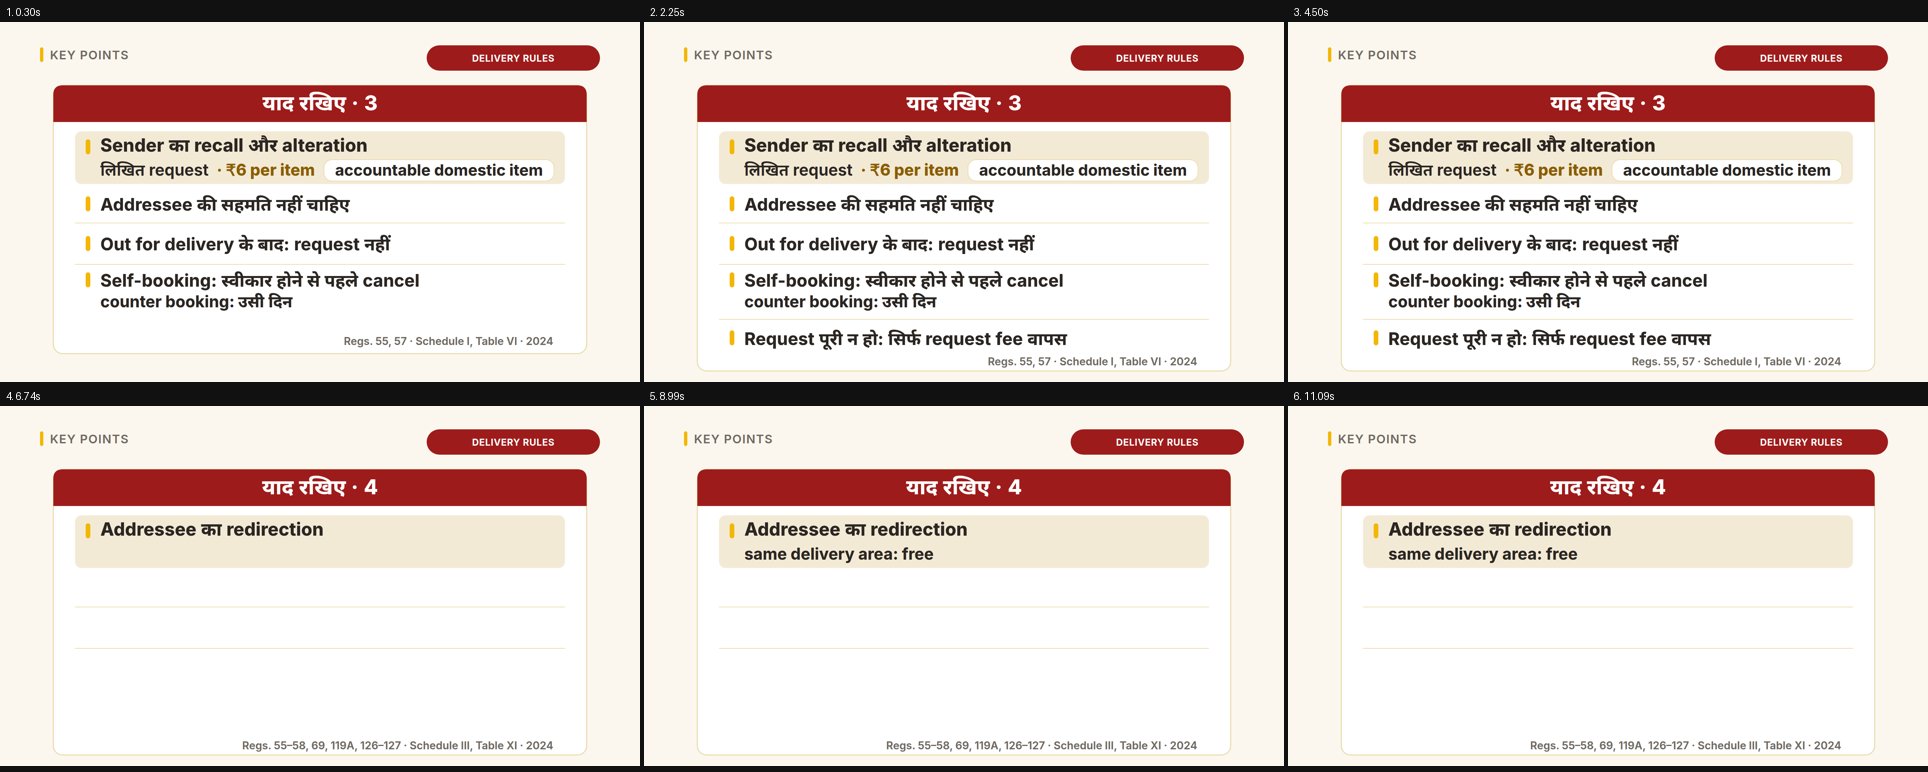 1. 0.30s
KEY POINTS
DELIVERY RULES
याद रखिए · 3
Sender का recall और alteration
लिखित request · ₹6 per item accountable domestic item
Addressee की सहमति नहीं चाहिए
Out for delivery के बाद: request नहीं
Self-booking: स्वीकार होने से पहले cancel
counter booking: उसी दिन
Regs. 55, 57 · Schedule I, Table VI · 2024
2. 2.25s
KEY POINTS
DELIVERY RULES
याद रखिए · 3
Sender का recall और alteration
लिखित request · ₹6 per item accountable domestic item
Addressee की सहमति नहीं चाहिए
Out for delivery के बाद: request नहीं
Self-booking: स्वीकार होने से पहले cancel
counter booking: उसी दिन
Request पूरी न हो: सिर्फ request fee वापस
Regs. 55, 57 · Schedule I, Table VI · 2024
3. 4.50s
KEY POINTS
DELIVERY RULES
याद रखिए · 3
Sender का recall और alteration
लिखित request · ₹6 per item accountable domestic item
Addressee की सहमति नहीं चाहिए
Out for delivery के बाद: request नहीं
Self-booking: स्वीकार होने से पहले cancel
counter booking: उसी दिन
Request पूरी न हो: सिर्फ request fee वापस
Regs. 55, 57 · Schedule I, Table VI · 2024
4. 6.74s
KEY POINTS
DELIVERY RULES
याद रखिए · 4
Addressee का redirection
Regs. 55–58, 69, 119A, 126–127 · Schedule III, Table XI · 2024
5. 8.99s
KEY POINTS
DELIVERY RULES
याद रखिए · 4
Addressee का redirection
same delivery area: free
Regs. 55–58, 69, 119A, 126–127 · Schedule III, Table XI · 2024
6. 11.09s
KEY POINTS
DELIVERY RULES
याद रखिए · 4
Addressee का redirection
same delivery area: free
Regs. 55–58, 69, 119A, 126–127 · Schedule III, Table XI · 2024